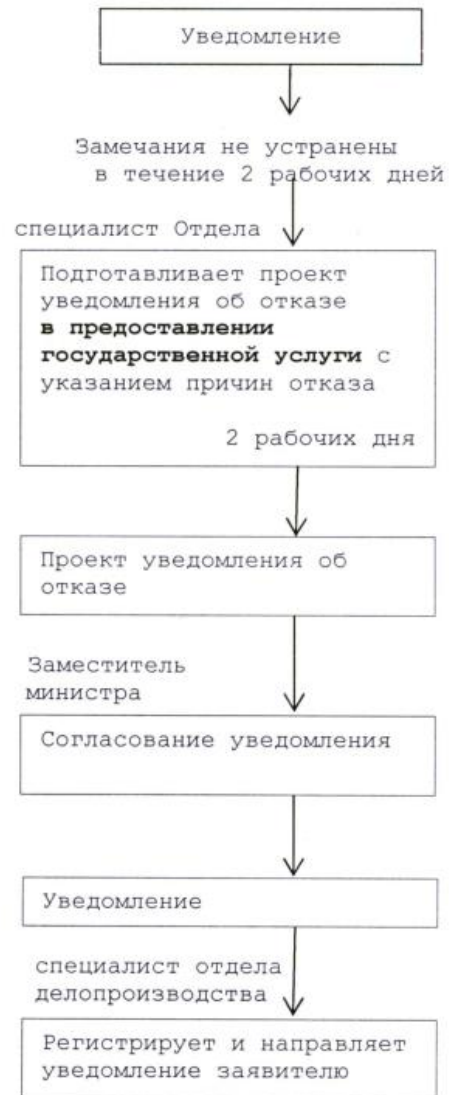 Уведомление
Замечания не устранены
в течение 2 рабочих дней
специалист Отдела
Подготавливает проект
уведомления об отказе
в предоставлении
государственной услуги с
указанием причин отказа
2 рабочих дня
Проект уведомления об
отказе
Заместитель
министра
Согласование уведомления
Уведомление
специалист отдела
делопроизводства
Регистрирует и направляет
уведомление заявителю